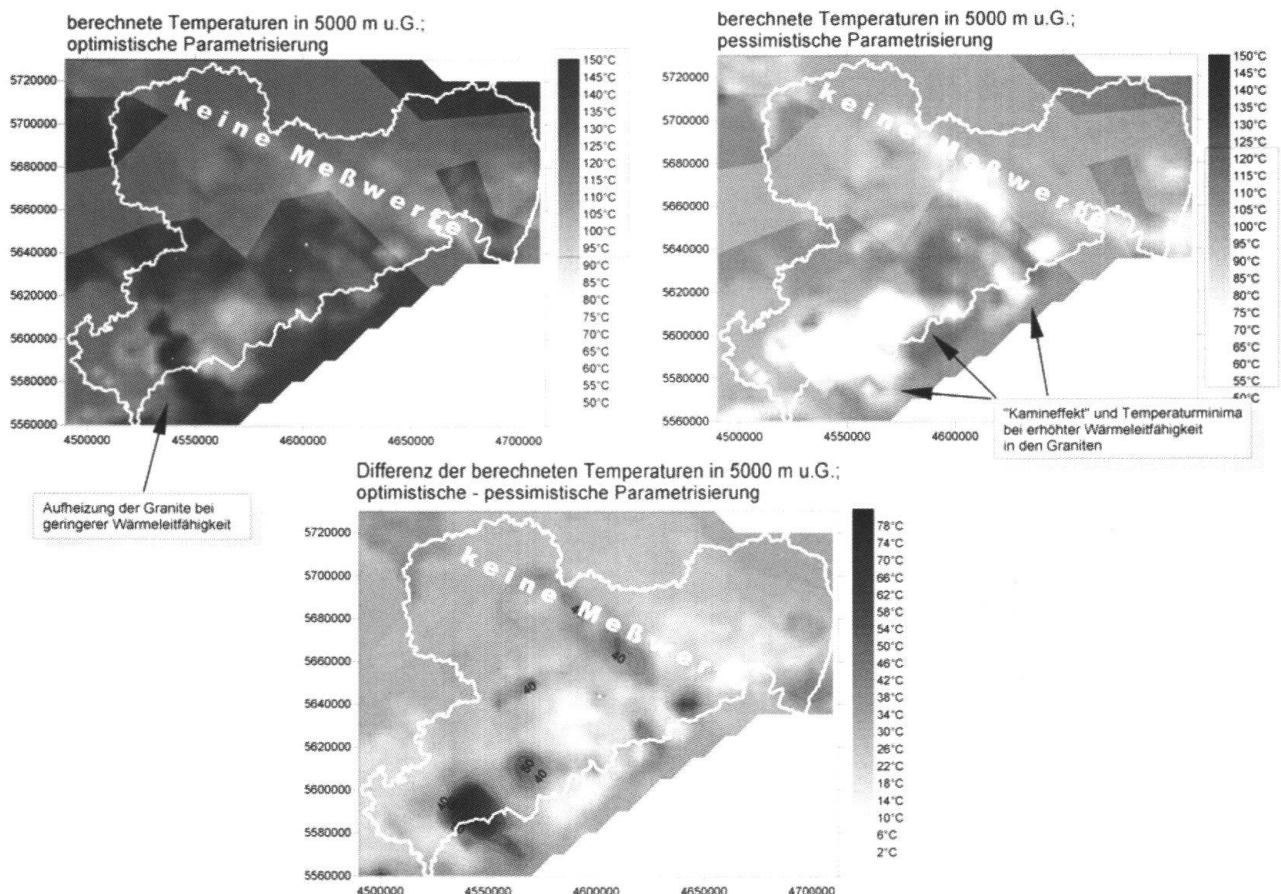 berechnete Temperaturen in 5000 m u.G.;
optimistische Parametrisierung
5720000
5700000
5680000
5660000
5640000
5620000
5600000
5580000
5560000
4500000
4550000
4600000
4650000
4700000
keine Meßwerte
150°C
145°C
140°C
135°C
130°C
125°C
120°C
115°C
110°C
105°C
100°C
95°C
90°C
85°C
80°C
75°C
70°C
65°C
60°C
55°C
50°C
Aufheizung der Granite bei
geringerer Wärmeleitfähigkeit
berechnete Temperaturen in 5000 m u.G.;
pessimistische Parametrisierung
5720000
5700000
5680000
5660000
5640000
5620000
5600000
5580000
5560000
4500000
4550000
4600000
keine Meßwerte
150°C
145°C
140°C
135°C
130°C
125°C
120°C
115°C
110°C
105°C
100°C
95°C
90°C
85°C
80°C
75°C
70°C
65°C
60°C
55°C
50°C
"Kamineffekt" und Temperaturminima
bei erhöhter Wärmeleitfähigkeit
in den Graniten
Differenz der berechneten Temperaturen in 5000 m u.G.;
optimistische - pessimistische Parametrisierung
5720000
5700000
5680000
5660000
5640000
5620000
5600000
5580000
5560000
4500000
4550000
4600000
4650000
4700000
keine Meßwer
40
40
50
40
40
78°C
74°C
70°C
66°C
62°C
58°C
54°C
50°C
46°C
42°C
38°C
34°C
30°C
26°C
22°C
18°C
14°C
10°C
6°C
2°C